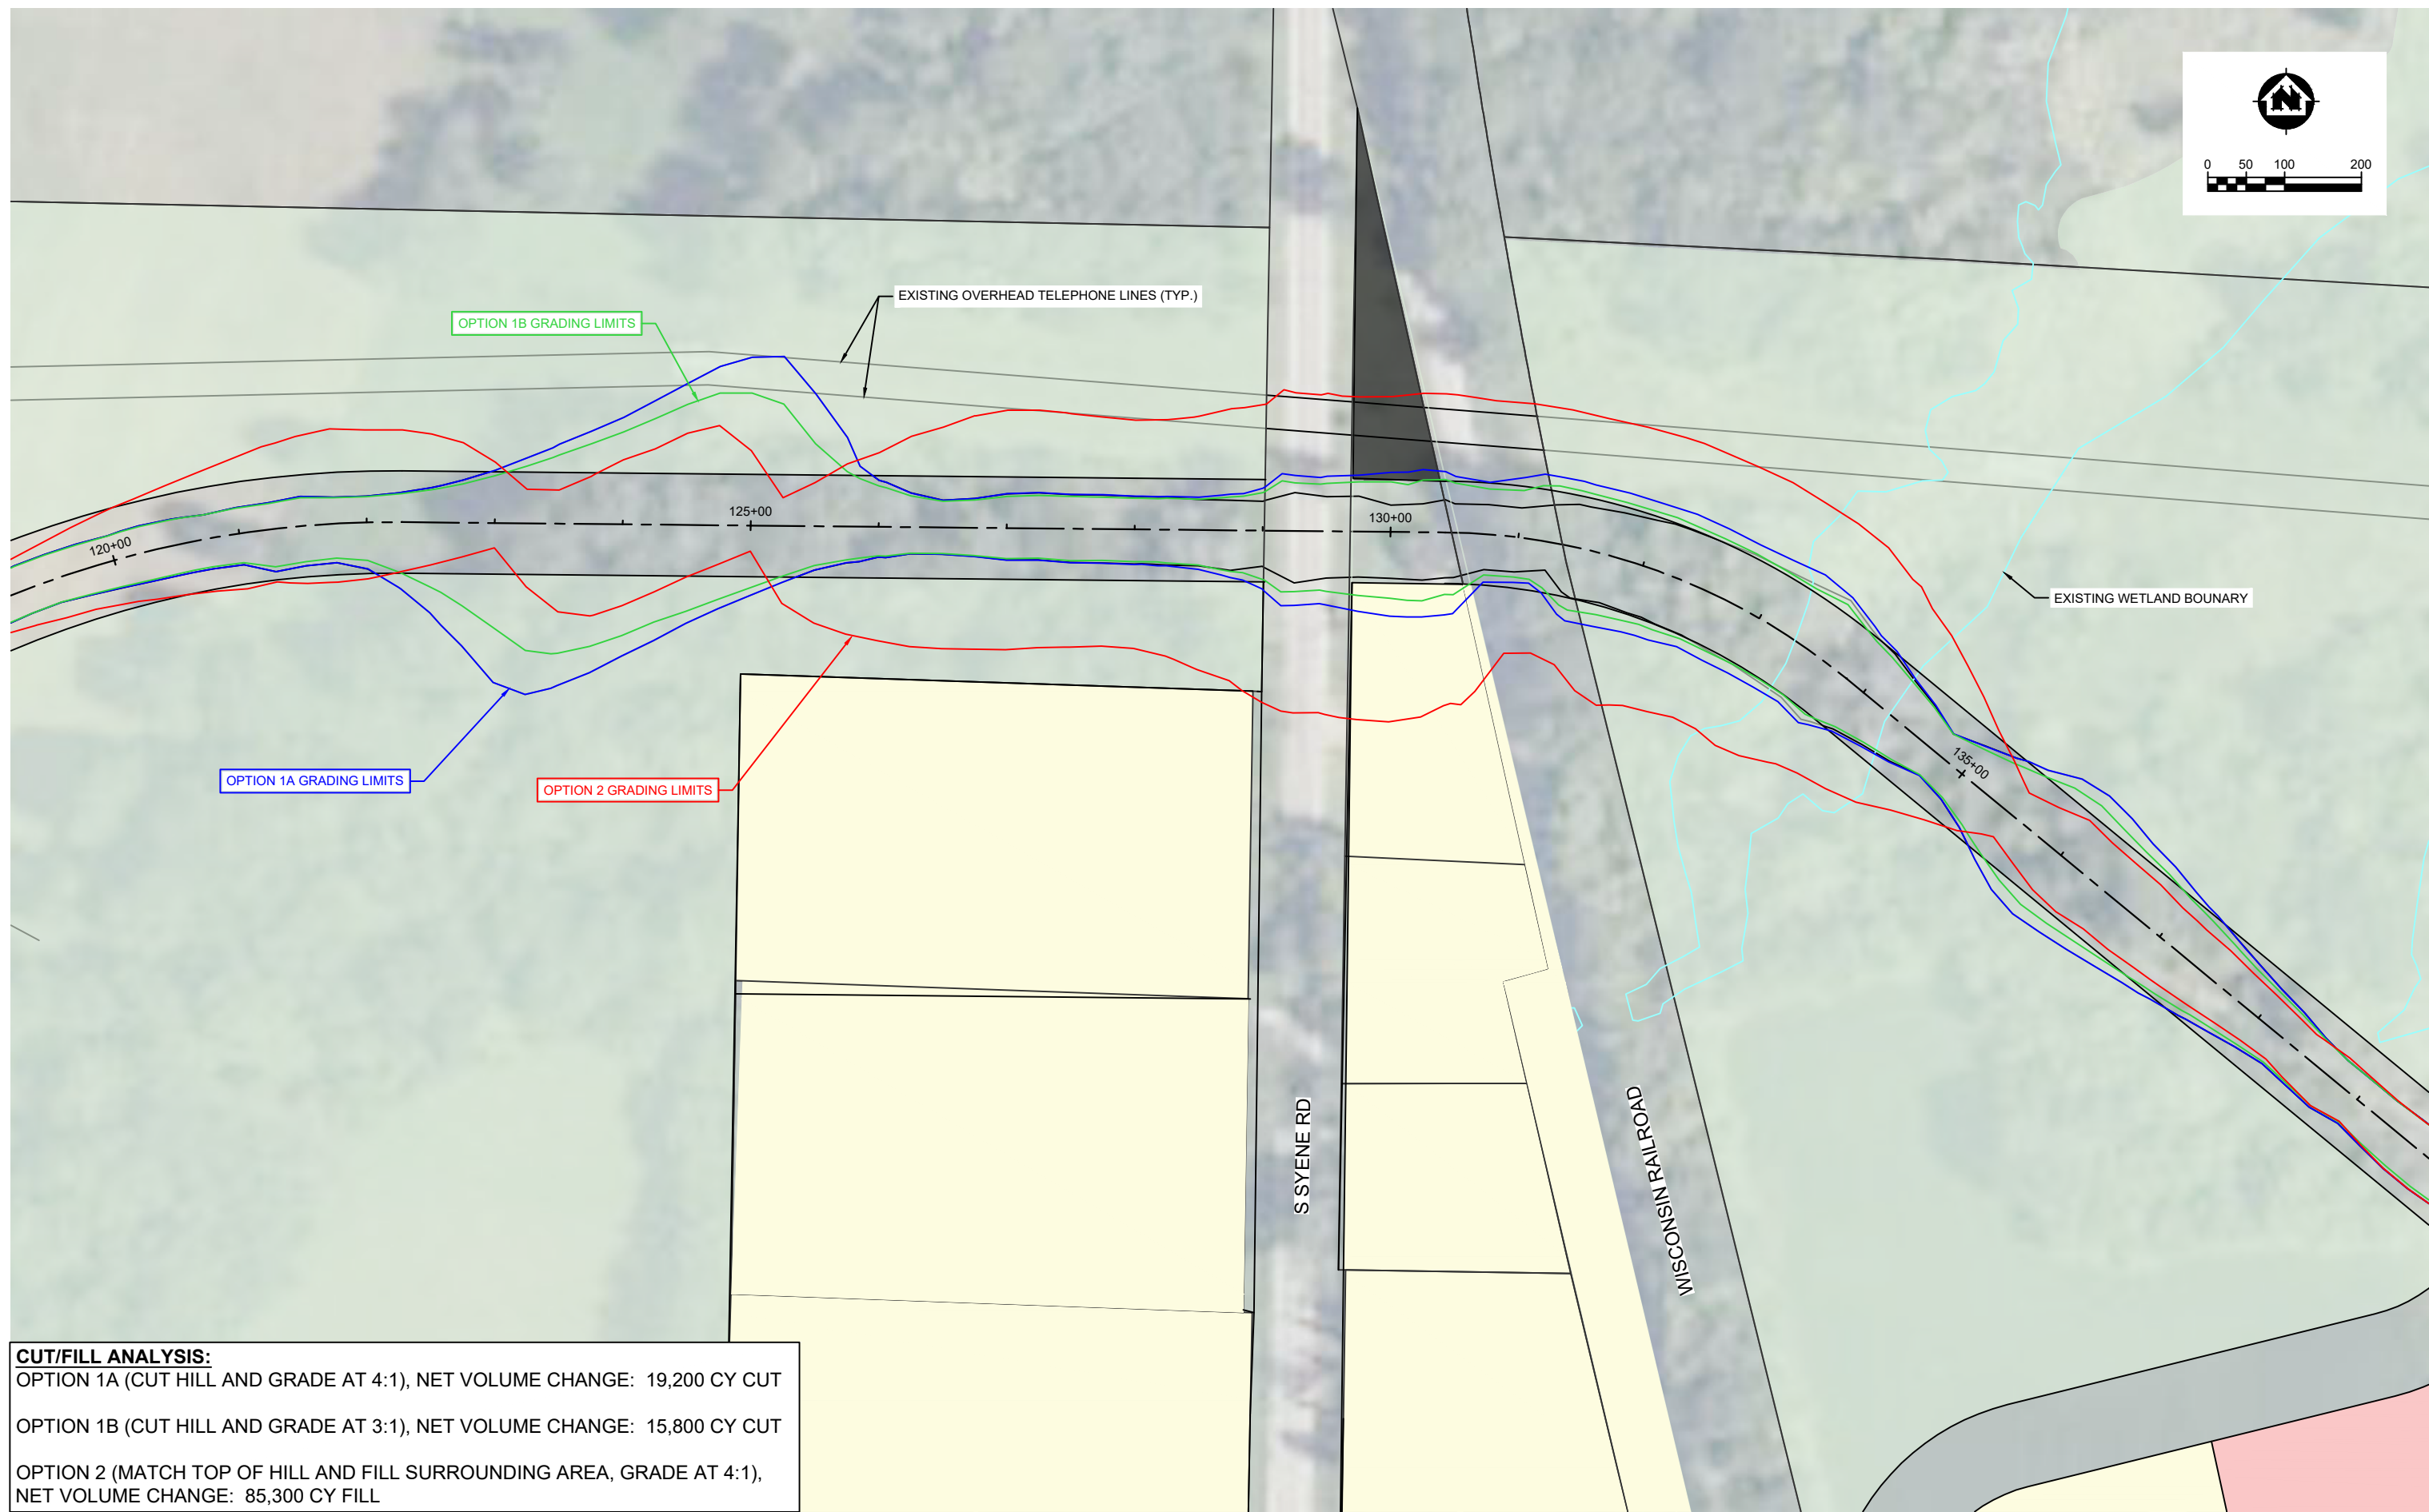 N
0 50 100 200
EXISTING OVERHEAD TELEPHONE LINES (TYP.)
OPTION 1B GRADING LIMITS
120+00
125+00
130+00
EXISTING WETLAND BOUNARY
135+00
OPTION 1A GRADING LIMITS
OPTION 2 GRADING LIMITS
S SYENE RD
WISCONSIN RAILROAD
CUT/FILL ANALYSIS:
OPTION 1A (CUT HILL AND GRADE AT 4:1), NET VOLUME CHANGE: 19,200 CY CUT
OPTION 1B (CUT HILL AND GRADE AT 3:1), NET VOLUME CHANGE: 15,800 CY CUT
OPTION 2 (MATCH TOP OF HILL AND FILL SURROUNDING AREA, GRADE AT 4:1),
NET VOLUME CHANGE: 85,300 CY FILL